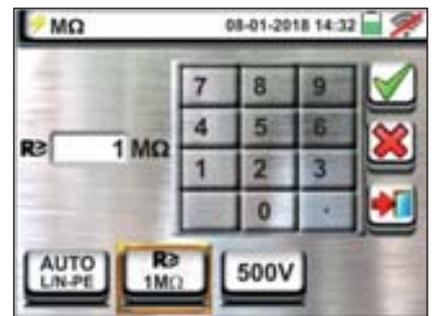 MΩ 08-01-2018 14:32
7 8 9
4 5 6
R≥ 1 MΩ
1 2 3
0 .
AUTO L/N-PE
R≥ 1MΩ
500V